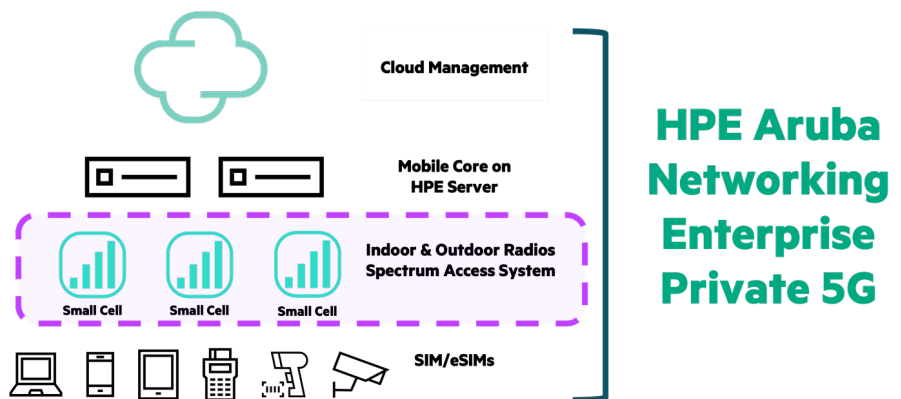 Cloud Management
Mobile Core on
HPE Server
Indoor & Outdoor Radios
Spectrum Access System
Small Cell
Small Cell
Small Cell
SIM/eSIMs
HPE Aruba
Networking
Enterprise
Private 5G